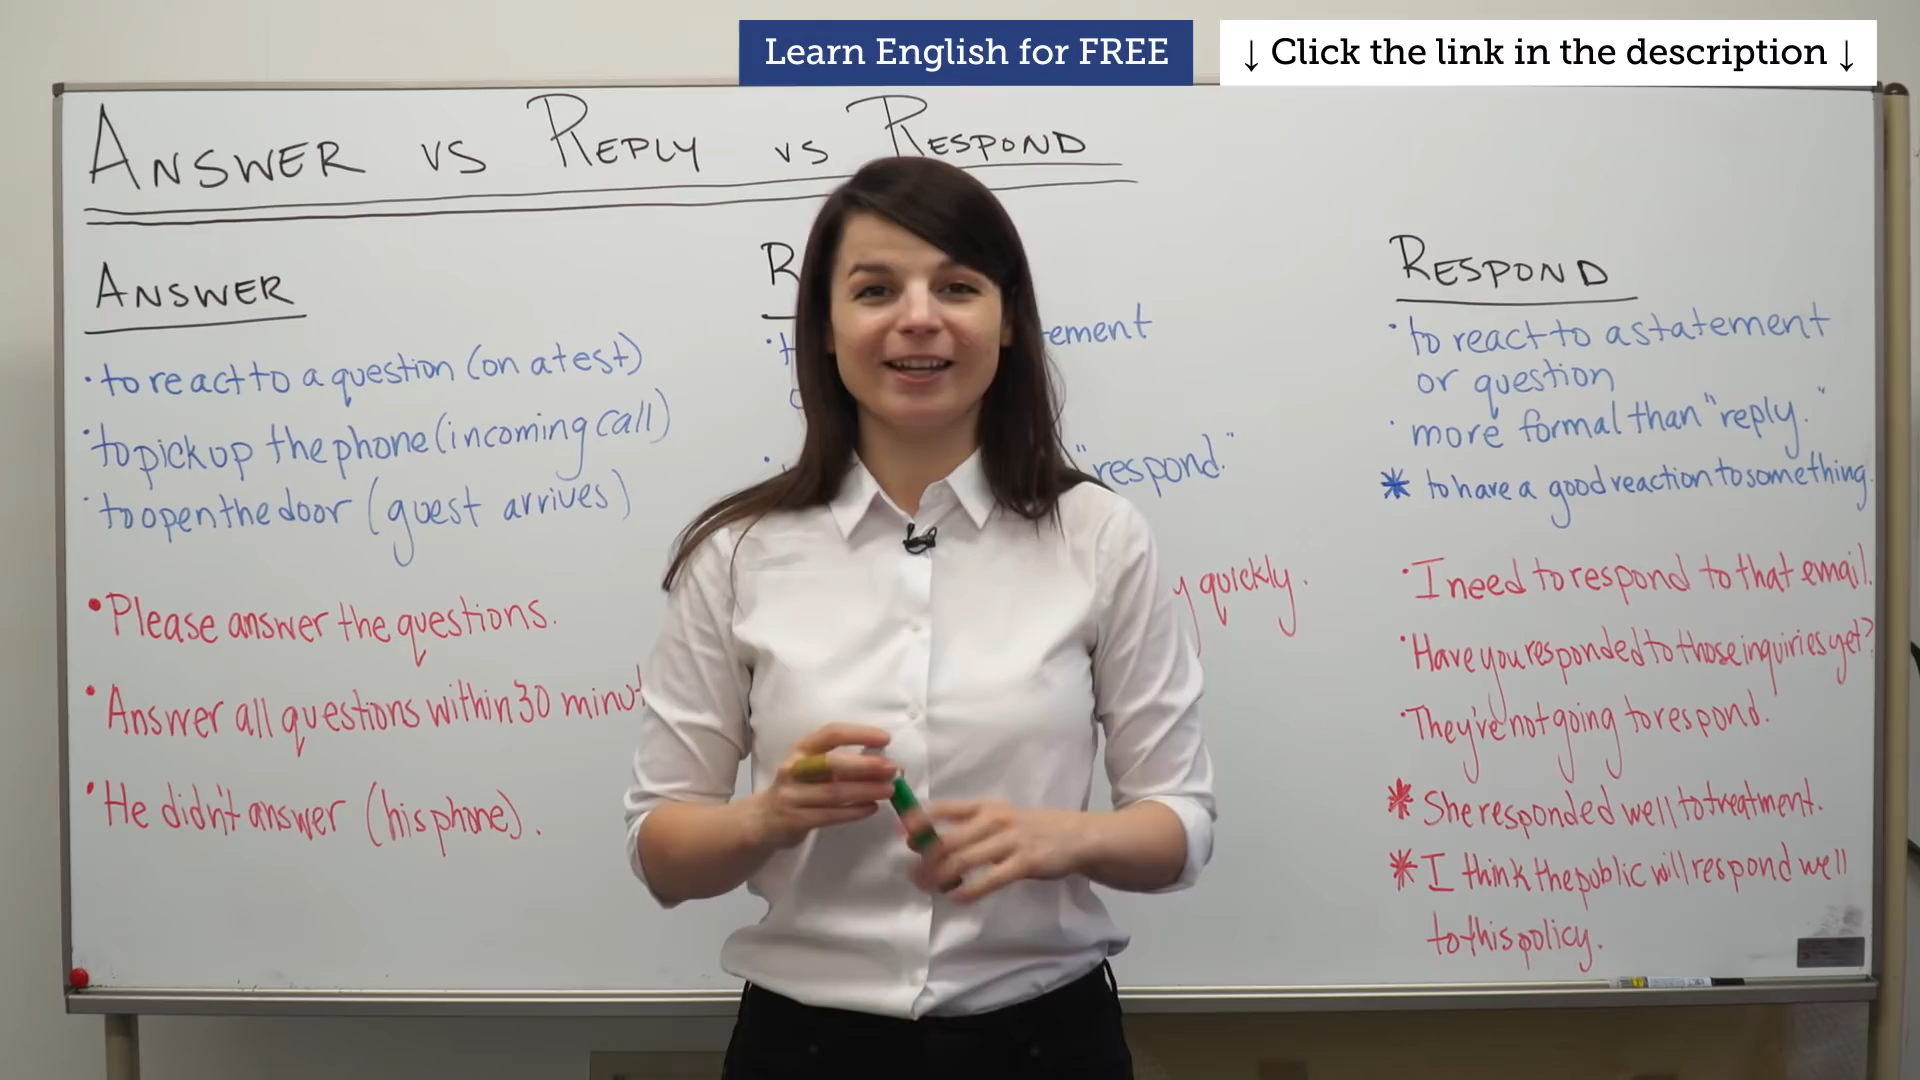 Learn English for FREE
↓ Click the link in the description ↓
ANSWER vs REPLY vs RESPOND
ANSWER
• to react to a question (on a test)
• to pick up the phone (incoming call)
• to open the door (guest arrives)
• Please answer the questions.
• Answer all questions within 30
• He didn't answer (his phone).
"respond."
quickly.
RESPOND
• to react to a statement
or question
• more formal than "reply."
* to have a good reaction to something.
• I need to respond to that email.
• Have you responded to those inquiries yet?
• They're not going to respond.
* She responded well to treatment.
* I think the public will respond well
to this policy.